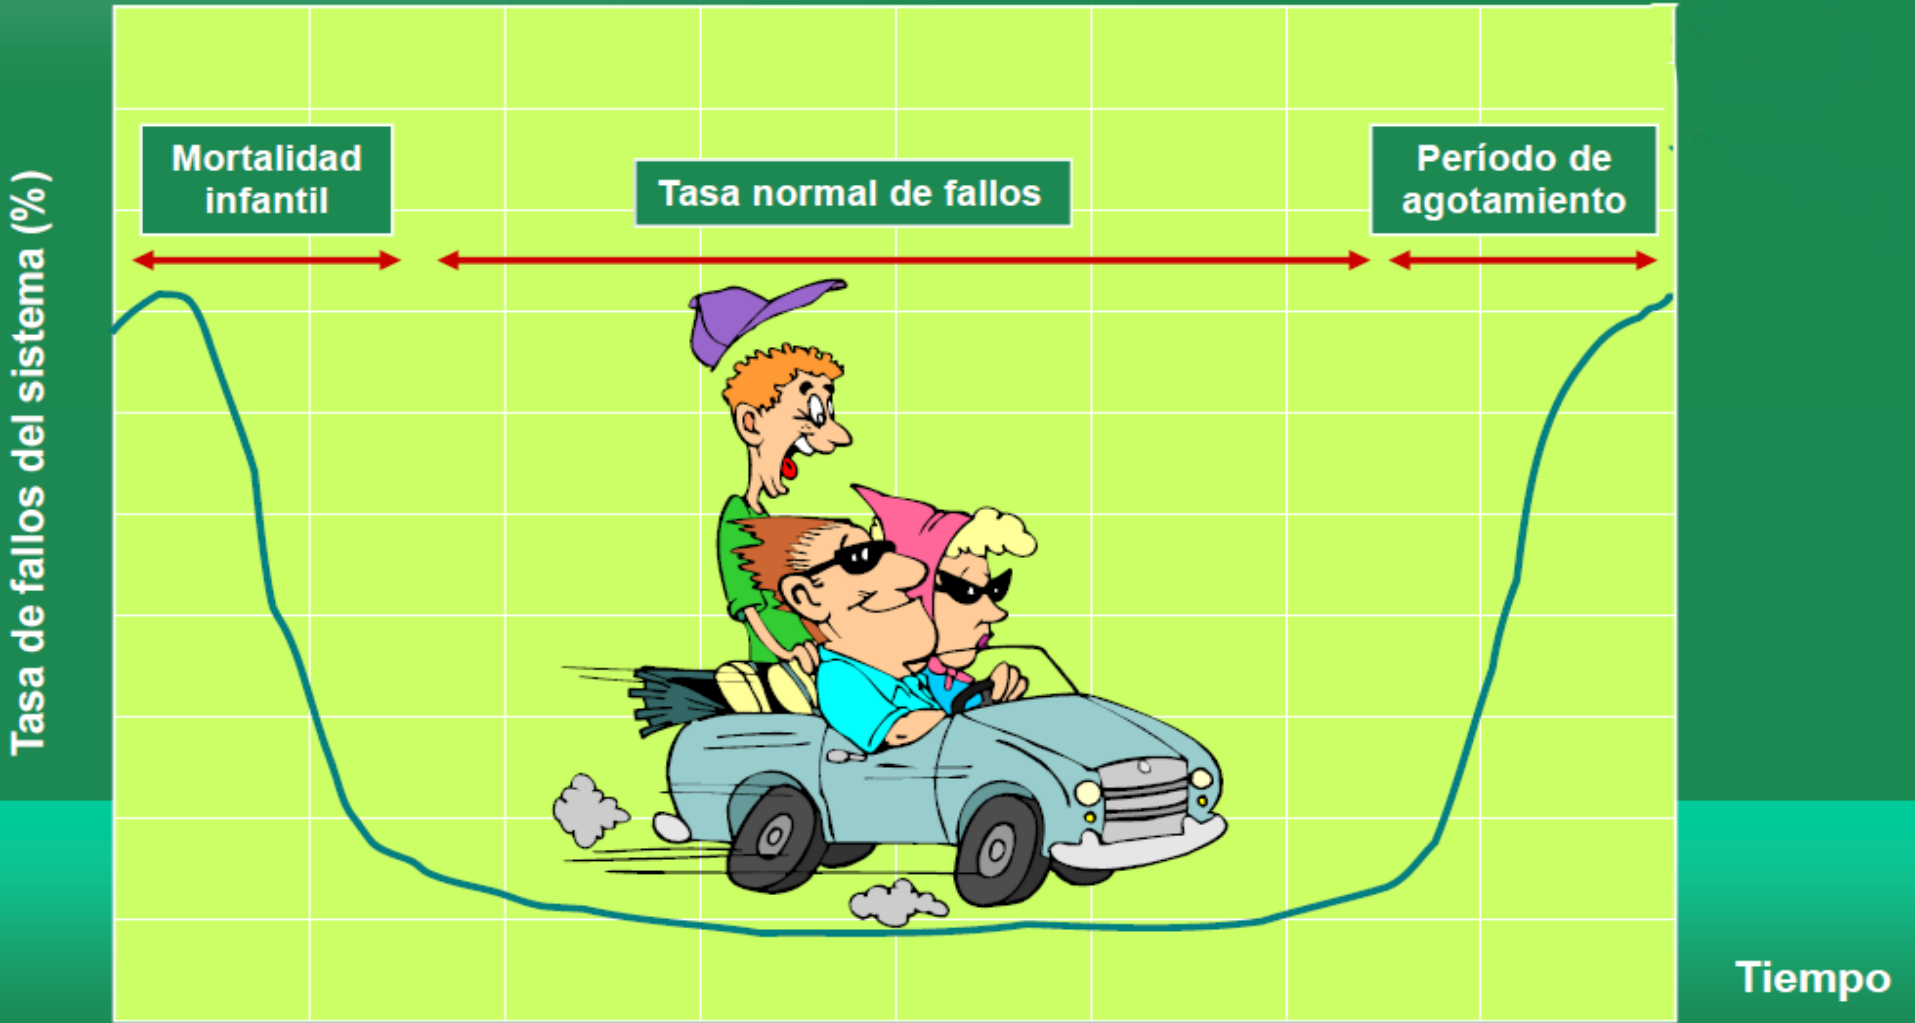 Tasa de fallos del sistema (%)
Mortalidad
infantil
Tasa normal de fallos
Período de
agotamiento
Tiempo